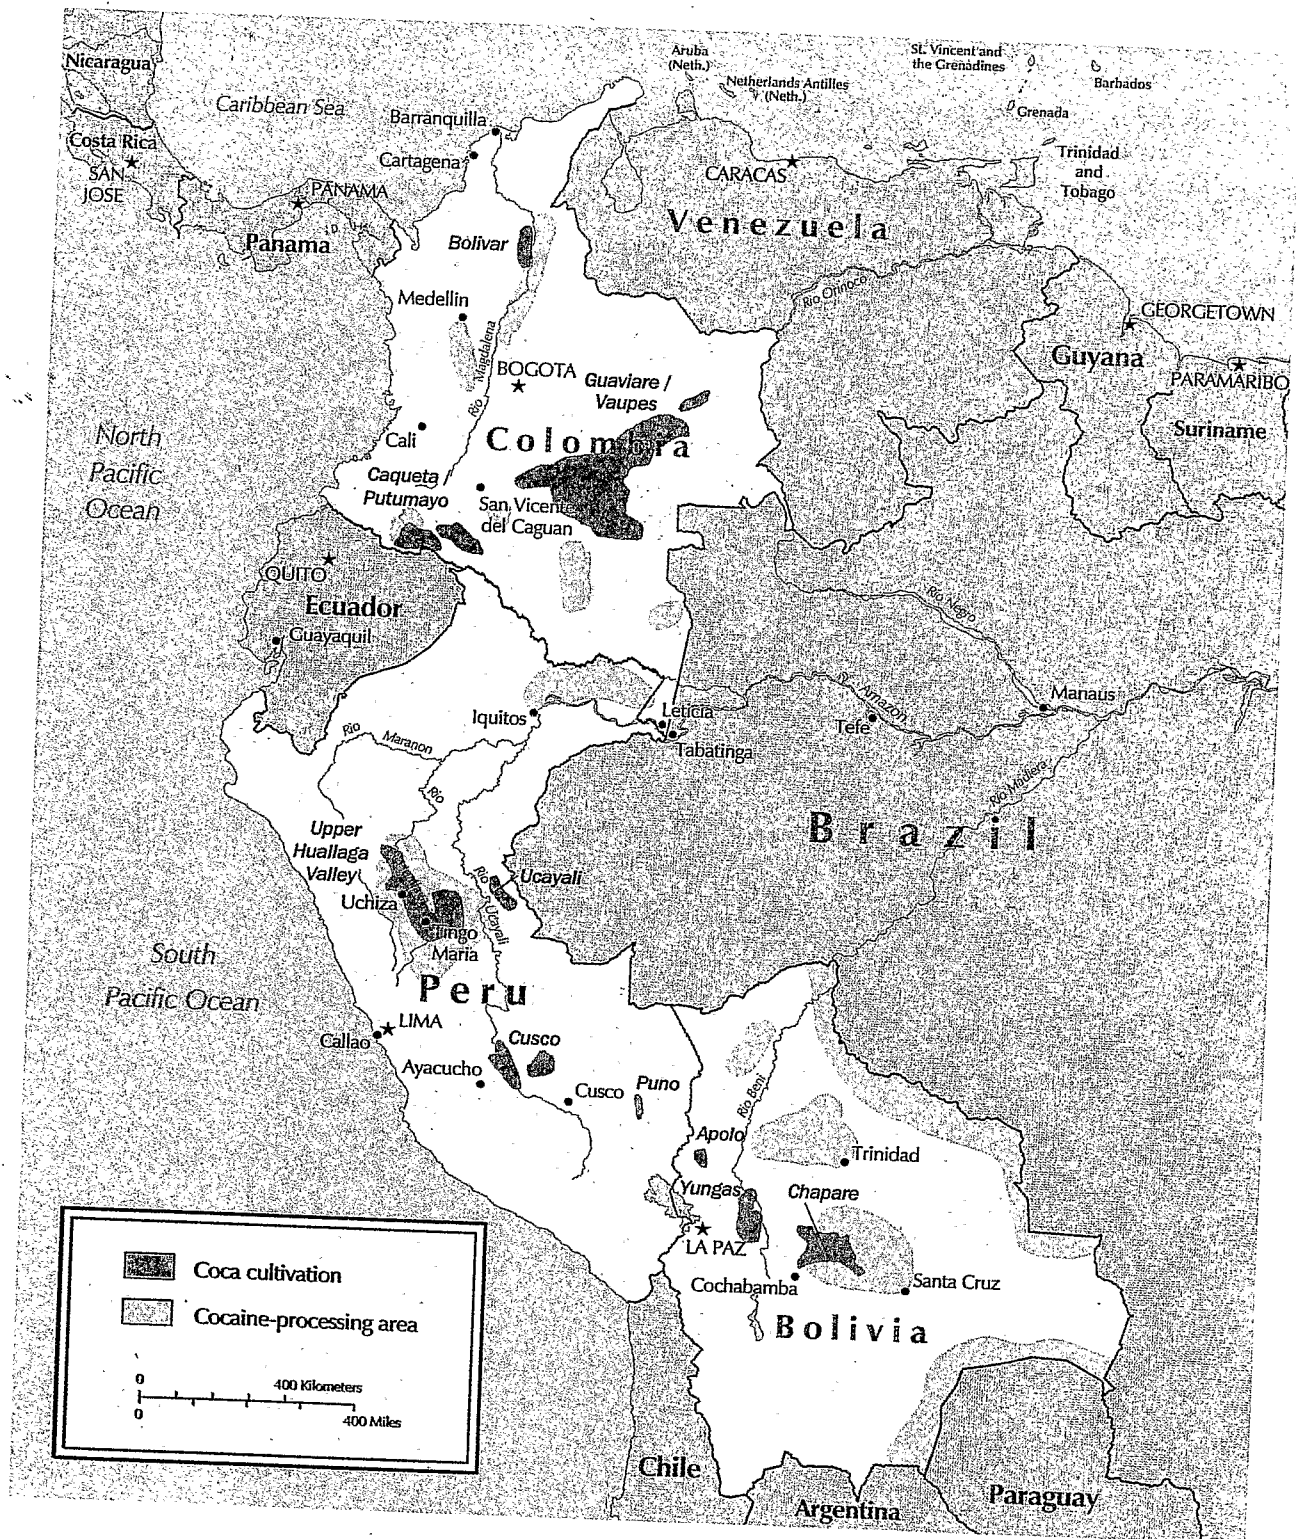 Nicaragua
Caribbean Sea
Aruba
(Neth.)
Netherlands Antilles
(Neth.)
St. Vincent and
the Grenadines
Barbados
Grenada
Barranquilla
Costa Rica
SAN
JOSE
Cartagena
PANAMA
Panama
CARACAS
Trinidad
and
Tobago
Venezuela
Bolivar
Medellin
Rio Orinoco
GEORGETOWN
Guyana
PARAMARIBO
Suriname
Rio Magdalena
BOGOTA
Guaviare /
Vaupes
North
Pacific
Ocean
Cali
Colombia
Caqueta /
Putumayo
San Vicente
del Caguan
QUITO
Ecuador
Guayaquil
Rio Negro
Iquitos
Leticia
Tabatinga
Amazon
Tefe
Manaus
Rio
Maranon
Rio
Rio Madiera
Brazil
Upper
Huallaga
Valley
Uchiza
Tingo
Maria
Rio Ucayali
Ucayali
South
Pacific Ocean
Peru
LIMA
Callao
Cusco
Ayacucho
Cusco
Puno
Rio Beni
Apolo
Trinidad
Yungas
Chapare
LA PAZ
Cochabamba
Santa Cruz
Bolivia
Coca cultivation
Cocaine-processing area
0
400 Kilometers
0
400 Miles
Chile
Argentina
Paraguay